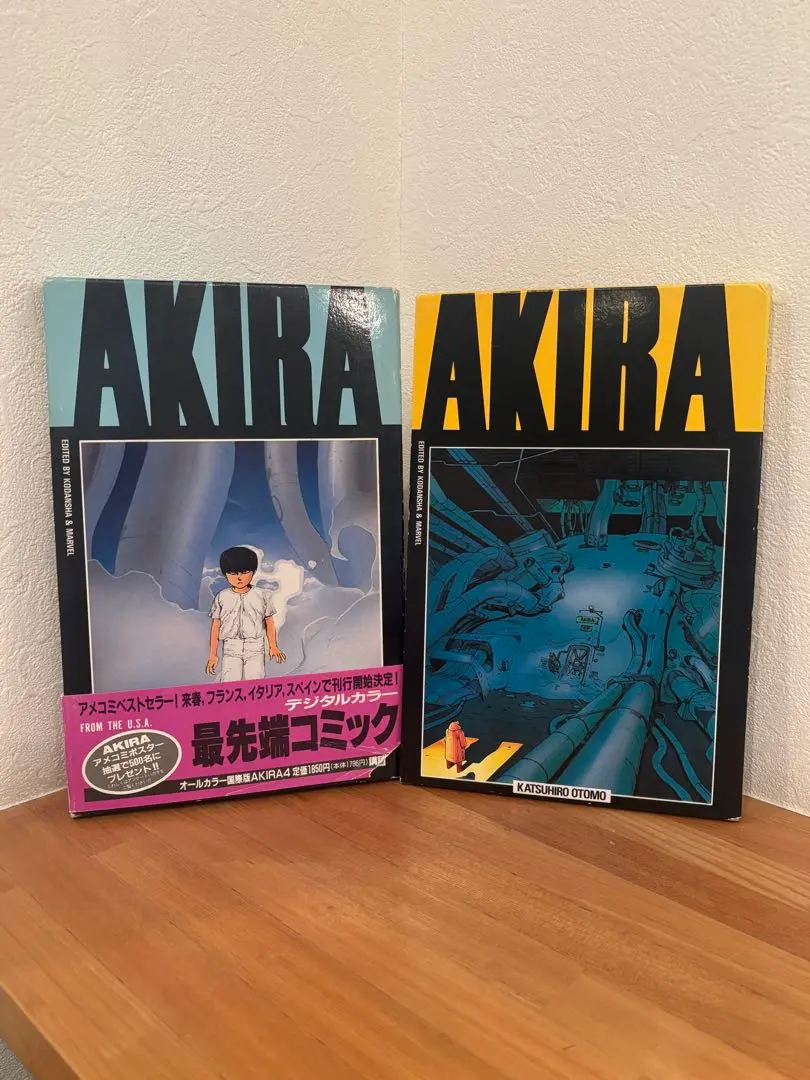 AKIRA
EDITED BY KODANSHA & MARVEL
アメコミベストセラー!来春,フランス,イタリア,スペインで刊行開始決定!
FROM THE U.S.A.
デジタルカラー
最先端コミック
AKIRA
アメコミポスター
抽選で500名に
プレゼント!!
オールカラー国際版AKIRA4 定価1850円(本体1796円)
AKIRA
EDITED BY KODANSHA & MARVEL
AKIRA
KATSUHIRO OTOMO